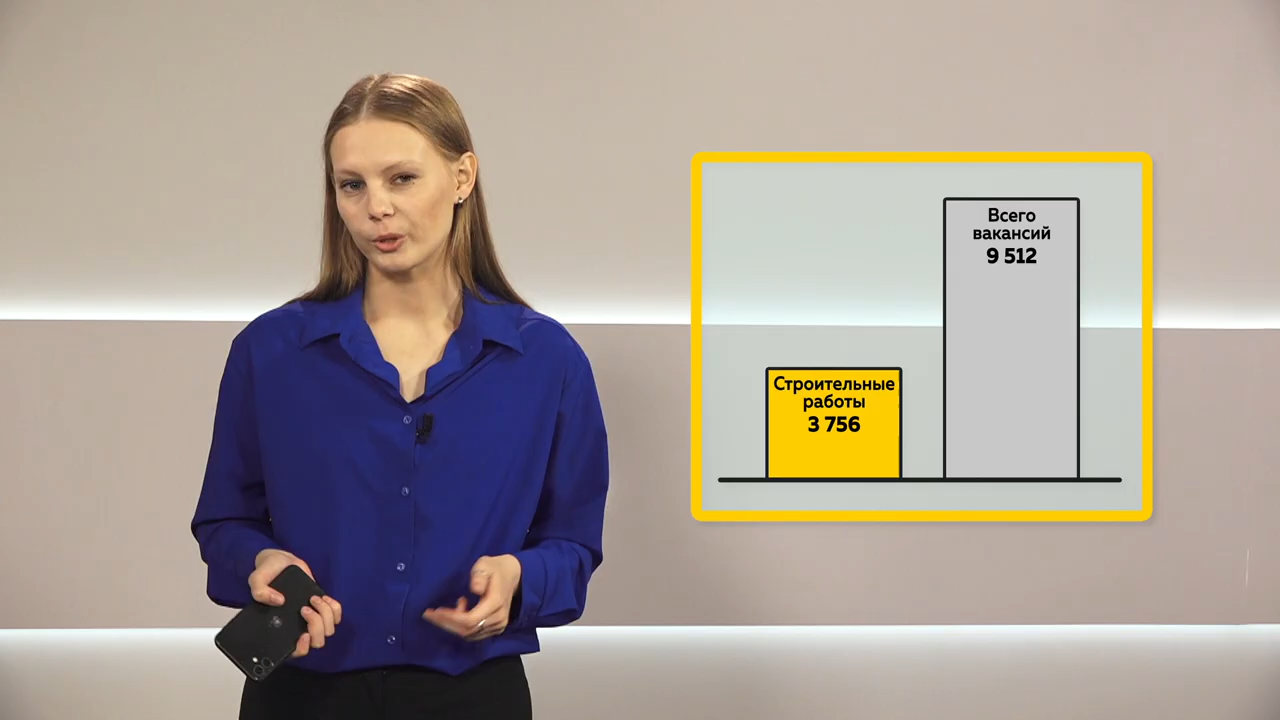 Всего
вакансий
9 512
Строительные
работы
3 756